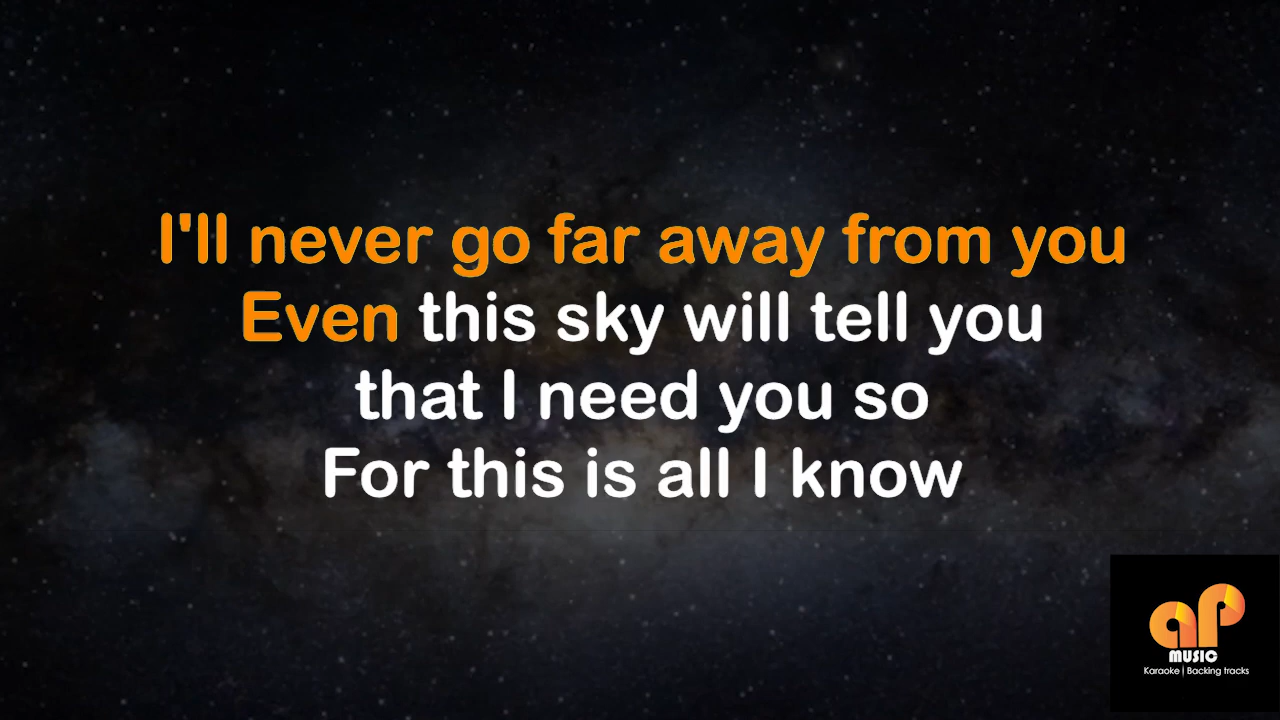 I'll never go far away from you
Even this sky will tell you
that I need you so
For this is all I know
ap
MUSIC
Karaoke | Backing tracks